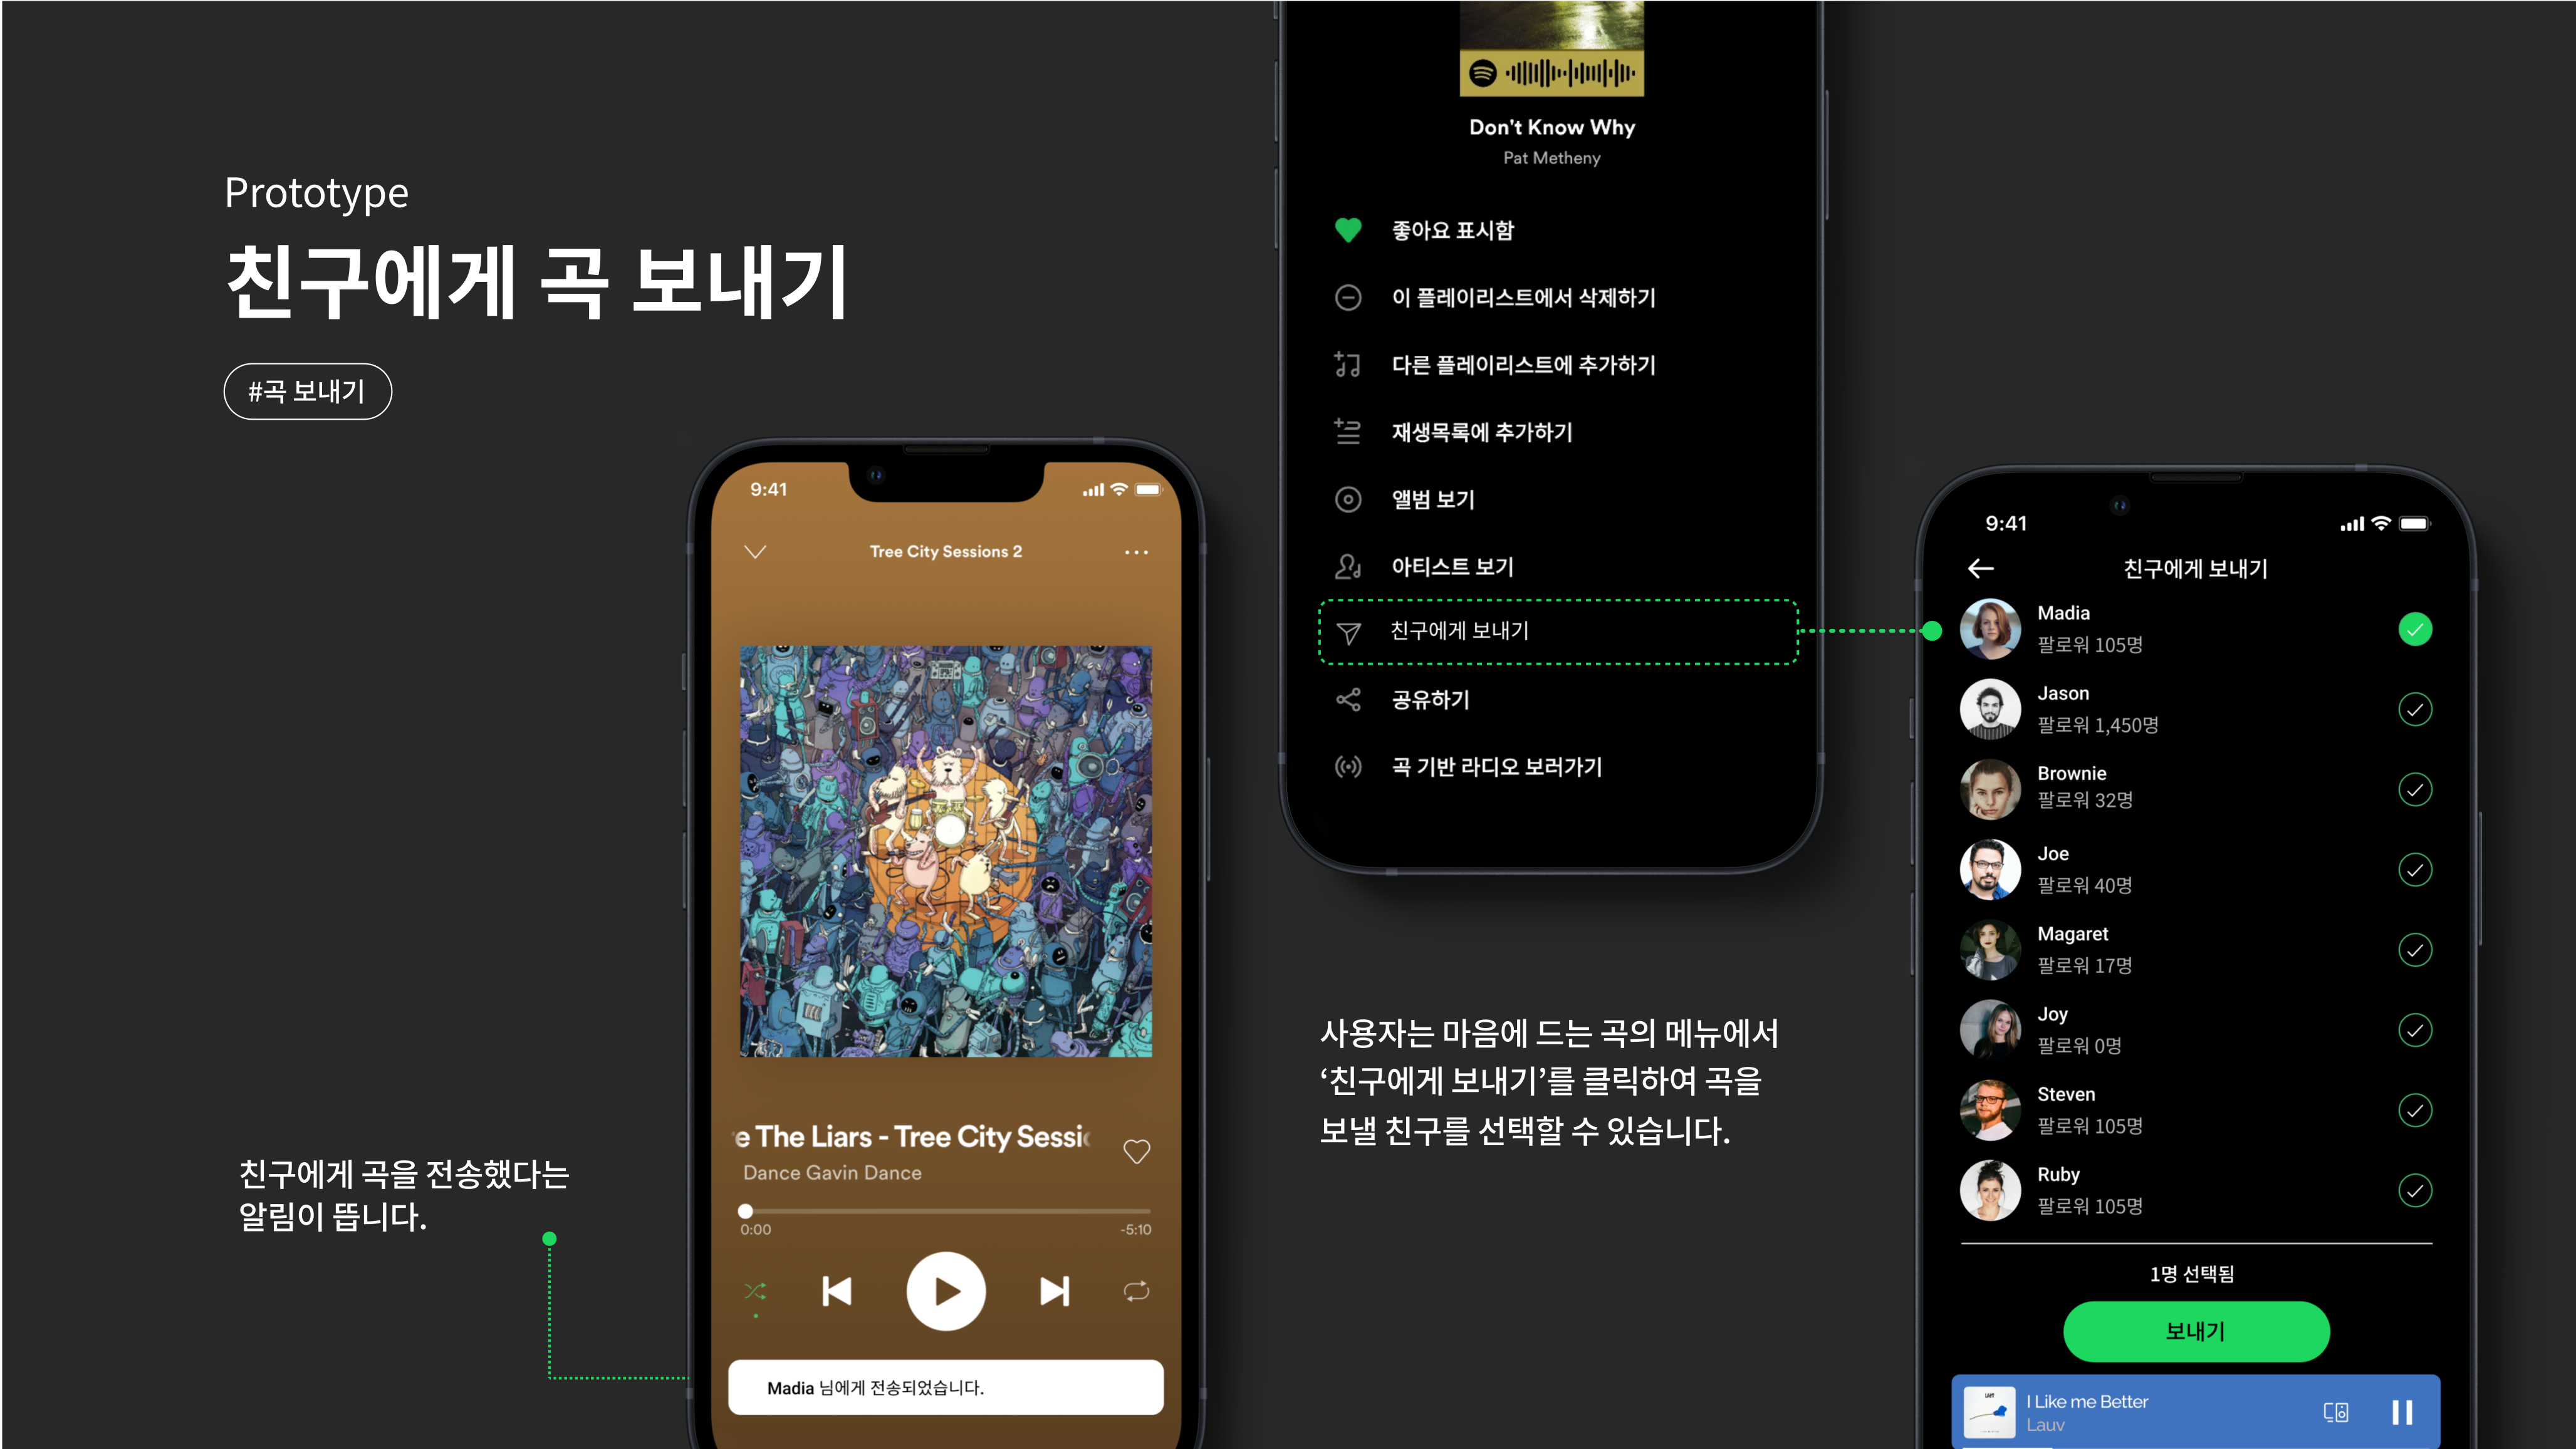 Prototype
친구에게 곡 보내기
#곡 보내기
친구에게 곡을 전송했다는
알림이 뜹니다.
9:41
Tree City Sessions 2
e The Liars - Tree City Sessi
Dance Gavin Dance
0:00
-5:10
Madia 님에게 전송되었습니다.
Don't Know Why
Pat Metheny
좋아요 표시함
이 플레이리스트에서 삭제하기
다른 플레이리스트에 추가하기
재생목록에 추가하기
앨범 보기
아티스트 보기
친구에게 보내기
공유하기
곡 기반 라디오 보러가기
사용자는 마음에 드는 곡의 메뉴에서
‘친구에게 보내기’를 클릭하여 곡을
보낼 친구를 선택할 수 있습니다.
9:41
친구에게 보내기
Madia
팔로워 105명
Jason
팔로워 1,450명
Brownie
팔로워 32명
Joe
팔로워 40명
Magaret
팔로워 17명
Joy
팔로워 0명
Steven
팔로워 105명
Ruby
팔로워 105명
1명 선택됨
보내기
LAUV
I Like me Better
Lauv